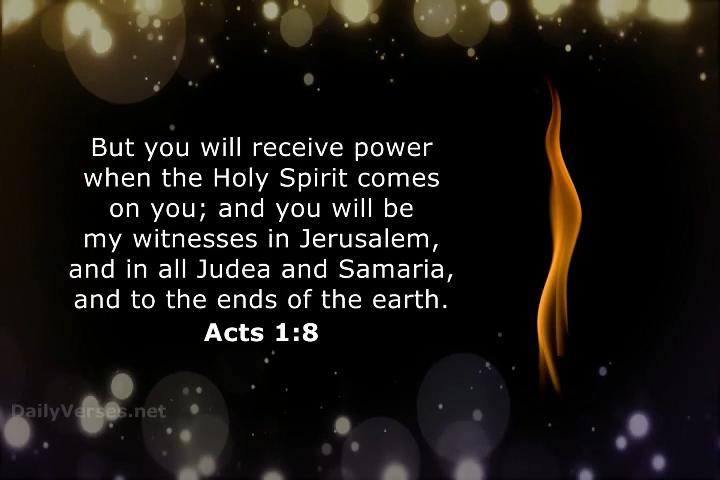 But you will receive power
when the Holy Spirit comes
on you; and you will be
my witnesses in Jerusalem,
and in all Judea and Samaria,
and to the ends of the earth.
Acts 1:8
DailyVerses.net